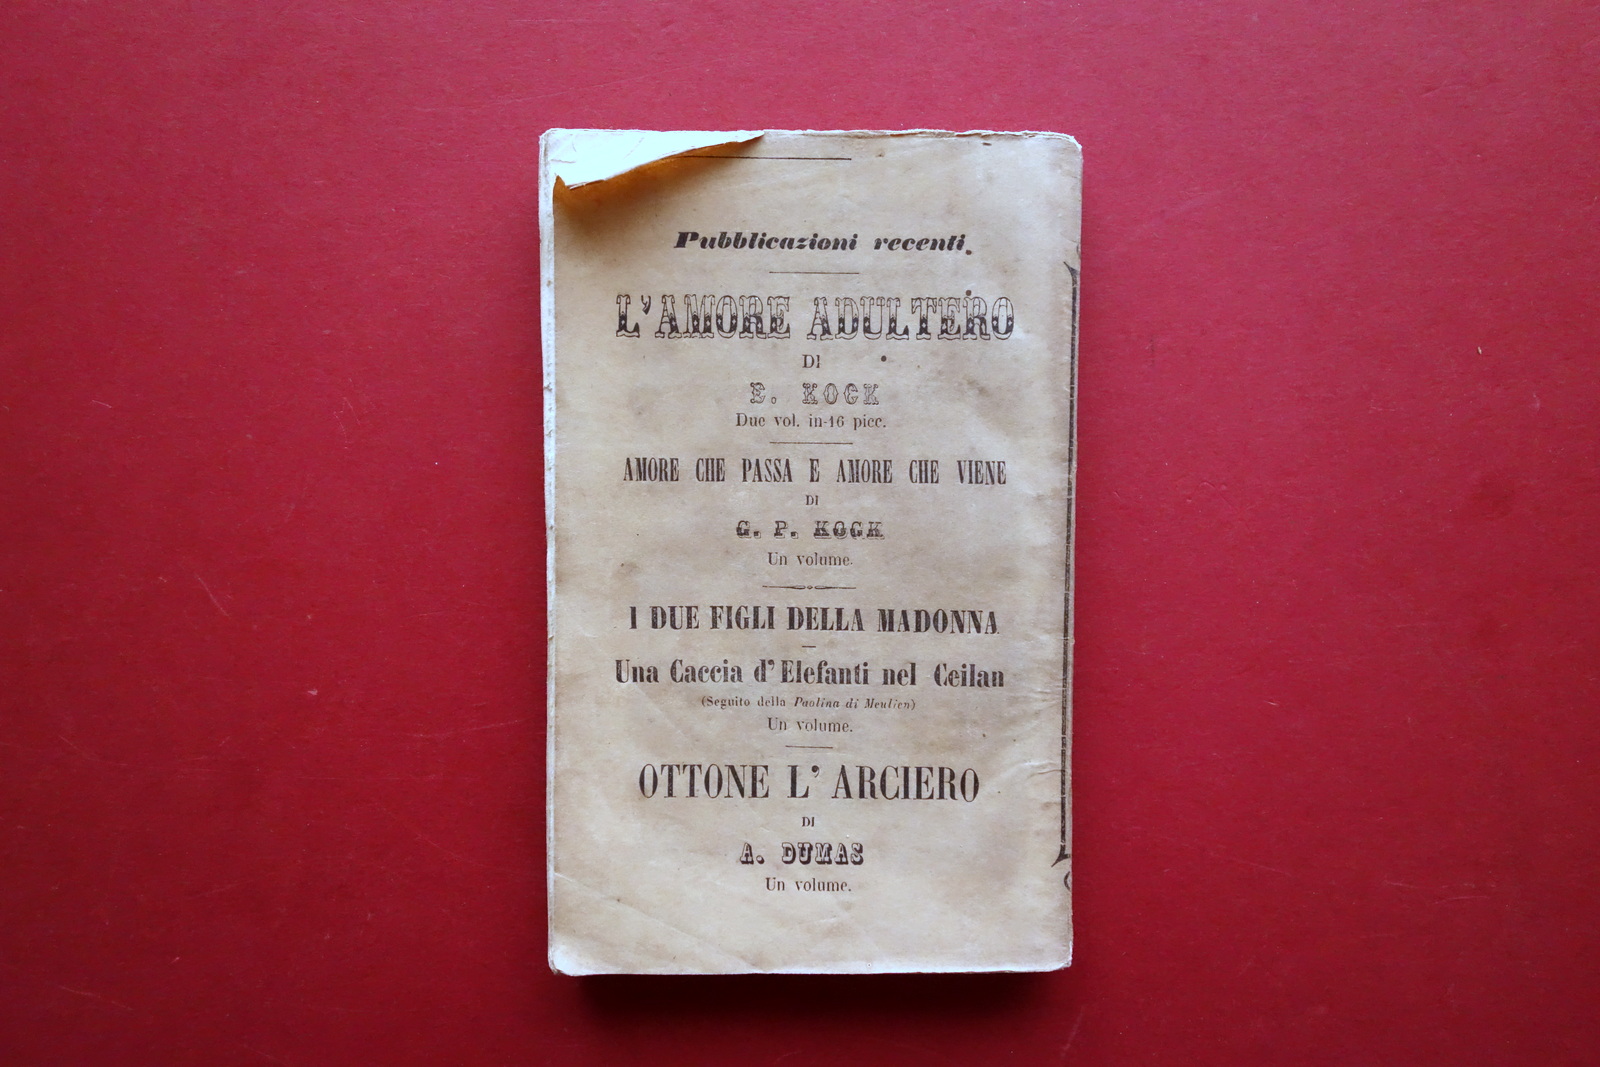 Pubblicazioni recenti.
L'AMORE ADULTERO
DI
E. KOCK
Due vol. in-16 picc.
AMORE CHE PASSA E AMORE CHE VIENE
DI
G. P. KOCK
Un volume.
I DUE FIGLI DELLA MADONNA
Una Caccia d'Elefanti nel Ceilan
(Seguito della Paolina di Meulien)
Un volume.
OTTONE L' ARCIERO
DI
A. DUMAS
Un volume.